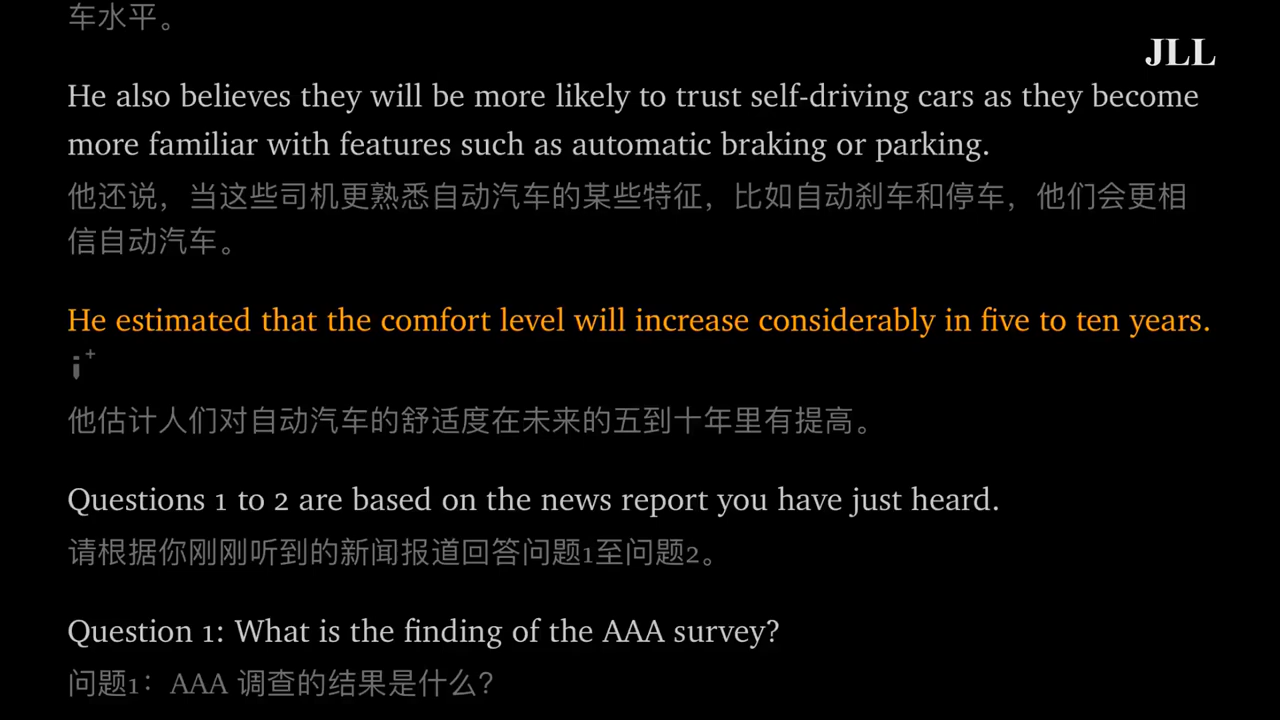 车水平。
JLL
He also believes they will be more likely to trust self-driving cars as they become
more familiar with features such as automatic braking or parking.
他还说，当这些司机更熟悉自动汽车的某些特征，比如自动刹车和停车，他们会更相
信自动汽车。
He estimated that the comfort level will increase considerably in five to ten years.
他估计人们对自动汽车的舒适度在未来的五到十年里有提高。
Questions 1 to 2 are based on the news report you have just heard.
请根据你刚刚听到的新闻报道回答问题1至问题2。
Question 1: What is the finding of the AAA survey?
问题1：AAA 调查的结果是什么？